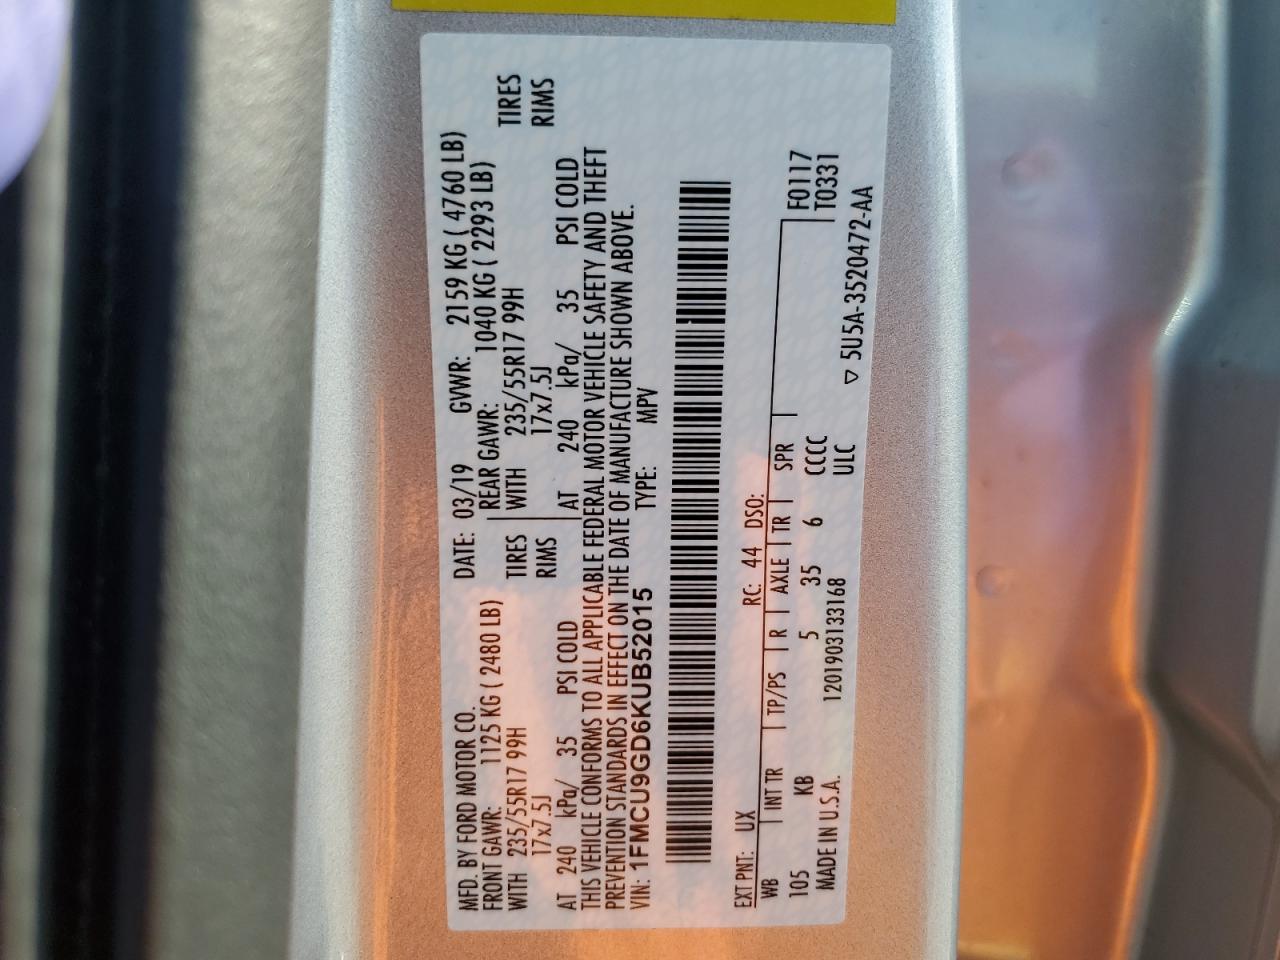 MFD. BY FORD MOTOR CO. DATE: 03/19 GVWR: 2159 KG ( 4760 LB)
FRONT GAWR: 1125 KG ( 2480 LB) REAR GAWR: 1040 KG ( 2293 LB)
WITH 235/55R17 99H TIRES WITH 235/55R17 99H TIRES
17x7.5J RIMS 17x7.5J RIMS
AT 240 kPa/ 35 PSI COLD AT 240 kPa/ 35 PSI COLD
THIS VEHICLE CONFORMS TO ALL APPLICABLE FEDERAL MOTOR VEHICLE SAFETY AND THEFT
PREVENTION STANDARDS IN EFFECT ON THE DATE OF MANUFACTURE SHOWN ABOVE.
VIN: 1FMCU9GD6KUB52015 TYPE: MPV
EXT PNT: UX RC: 44 DSO: F0117
WB | INT TR | TP/PS | R | AXLE | TR | SPR | T0331
105 KB 5 35 6 CCCC
MADE IN U.S.A. 1201903133168 ULC ▽ 5U5A-3520472-AA